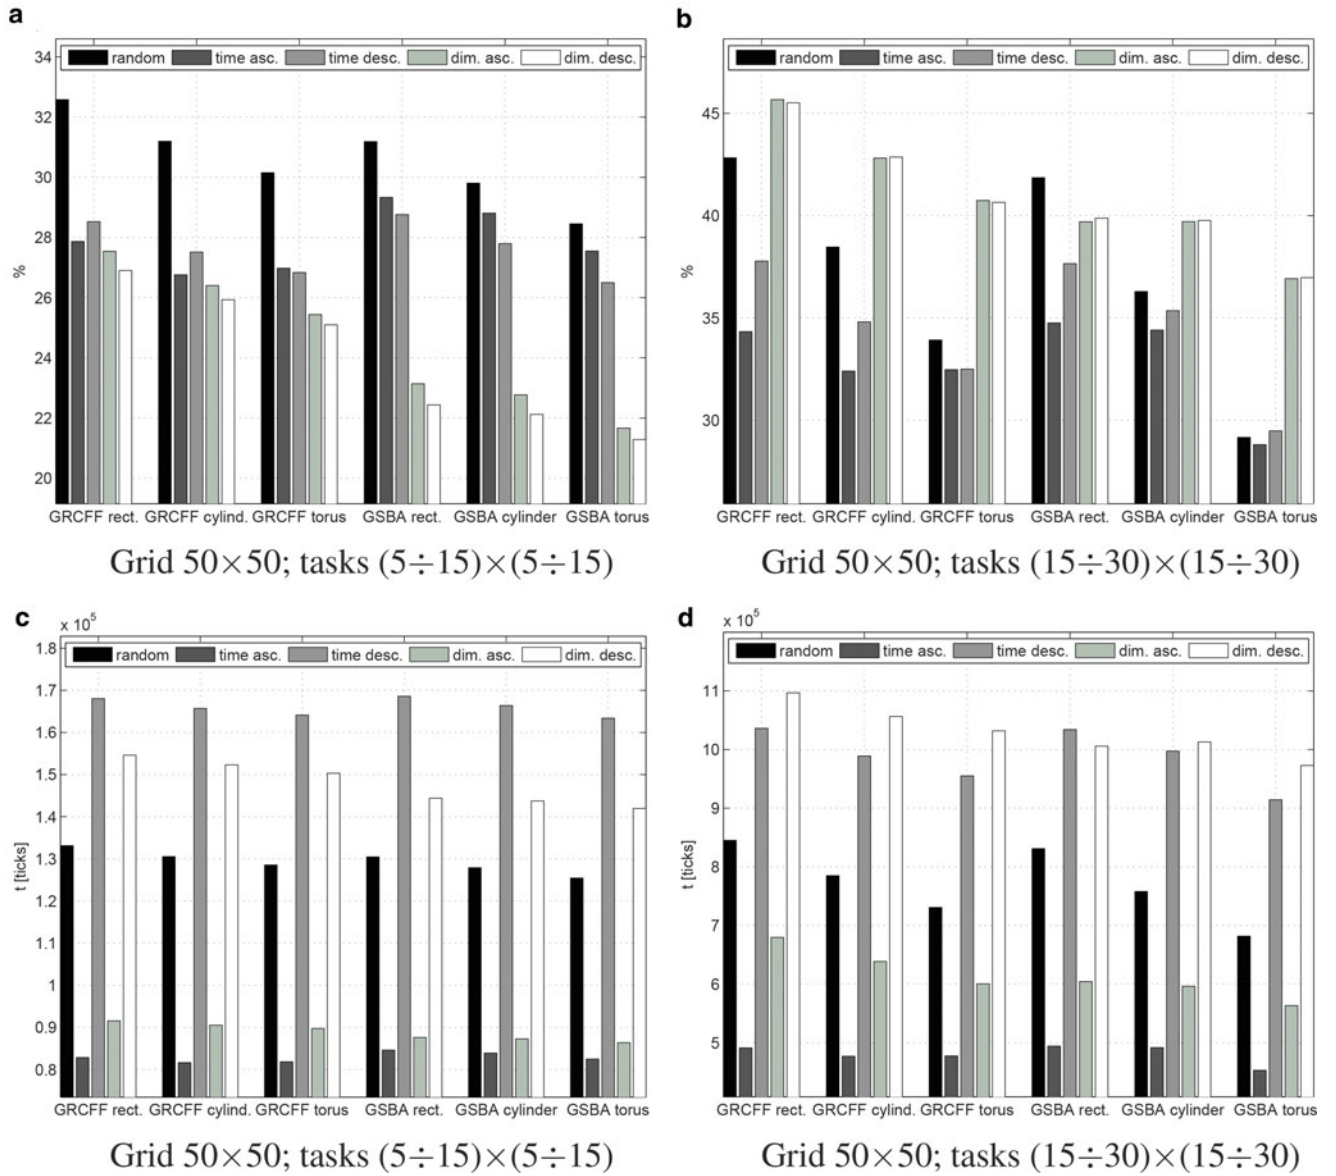 a
34
32
30
28
26
24
22
20
%
random time asc. time desc. dim. asc. dim. desc.
GRCFF rect. GRCFF cylind. GRCFF torus GSBA rect. GSBA cylinder GSBA torus
Grid 50×50; tasks (5÷15)×(5÷15)
b
45
40
35
30
%
random time asc. time desc. dim. asc. dim. desc.
GRCFF rect. GRCFF cylind. GRCFF torus GSBA rect. GSBA cylinder GSBA torus
Grid 50×50; tasks (15÷30)×(15÷30)
c
x 10⁵
1.8
1.7
1.6
1.5
1.4
1.3
1.2
1.1
1
0.9
0.8
t [ticks]
random time asc. time desc. dim. asc. dim. desc.
GRCFF rect. GRCFF cylind. GRCFF torus GSBA rect. GSBA cylinder GSBA torus
Grid 50×50; tasks (5÷15)×(5÷15)
d
x 10⁵
11
10
9
8
7
6
5
t [ticks]
random time asc. time desc. dim. asc. dim. desc.
GRCFF rect. GRCFF cylind. GRCFF torus GSBA rect. GSBA cylinder GSBA torus
Grid 50×50; tasks (15÷30)×(15÷30)